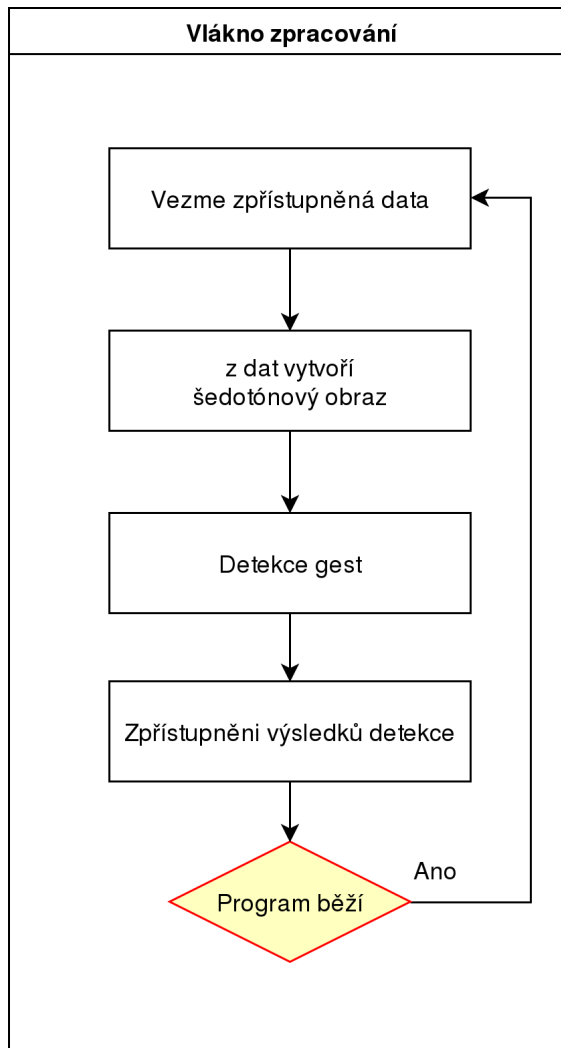 Vlákno zpracování
Vezme zpřístupněná data
z dat vytvoří
šedotónový obraz
Detekce gest
Zpřístupněni výsledků detekce
Ano
Program běží